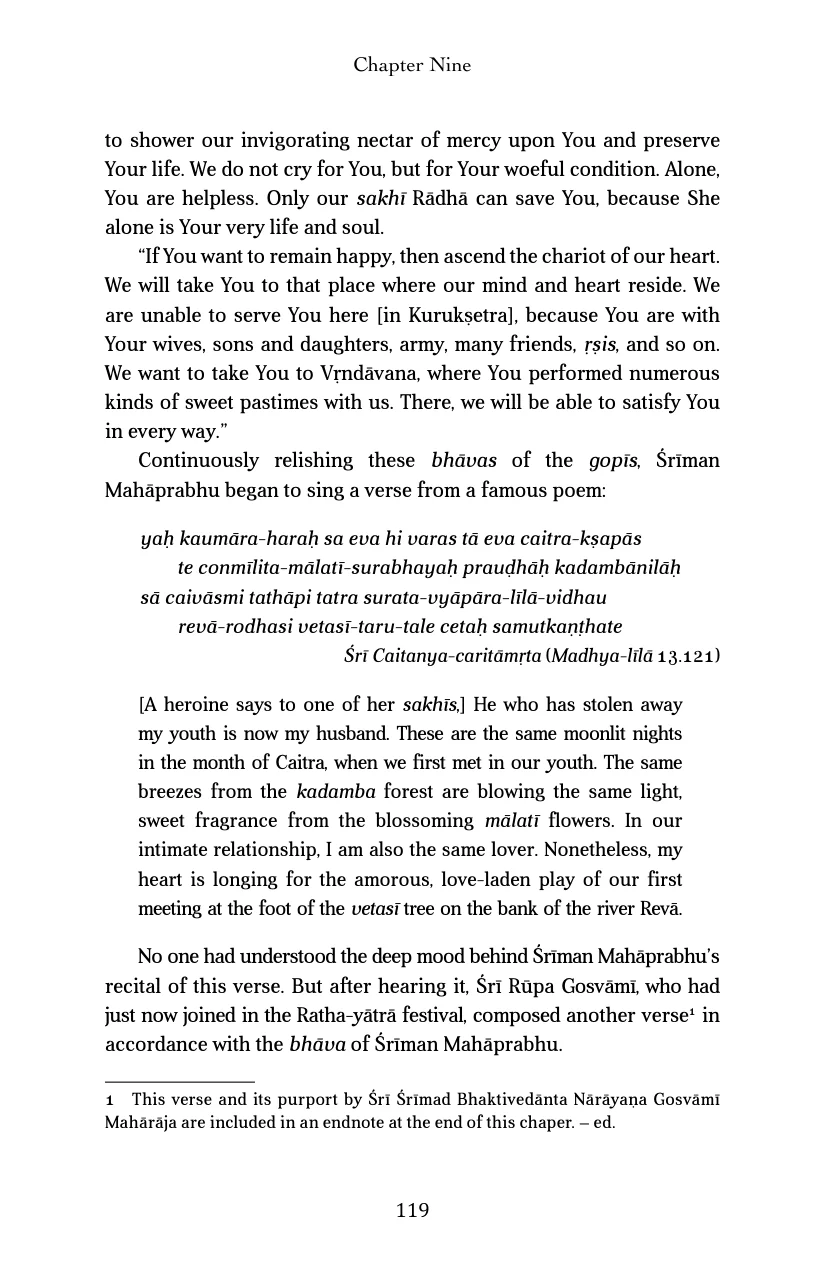 Chapter Nine
to shower our invigorating nectar of mercy upon You and preserve
Your life. We do not cry for You, but for Your woeful condition. Alone,
You are helpless. Only our sakhī Rādhā can save You, because She
alone is Your very life and soul.
“If You want to remain happy, then ascend the chariot of our heart.
We will take You to that place where our mind and heart reside. We
are unable to serve You here [in Kurukṣetra], because You are with
Your wives, sons and daughters, army, many friends, ṛṣis, and so on.
We want to take You to Vṛndāvana, where You performed numerous
kinds of sweet pastimes with us. There, we will be able to satisfy You
in every way.”
Continuously relishing these bhāvas of the gopīs, Śrīman
Mahāprabhu began to sing a verse from a famous poem:
yaḥ kaumāra-haraḥ sa eva hi varas tā eva caitra-kṣapās
te conmīlita-mālatī-surabhayaḥ prauḍhāḥ kadambānilāḥ
sā caivāsmi tathāpi tatra surata-vyāpāra-līlā-vidhau
revā-rodhasi vetasī-taru-tale cetaḥ samutkaṇṭhate
Śrī Caitanya-caritāmṛta (Madhya-līlā 13.121)
[A heroine says to one of her sakhīs,] He who has stolen away
my youth is now my husband. These are the same moonlit nights
in the month of Caitra, when we first met in our youth. The same
breezes from the kadamba forest are blowing the same light,
sweet fragrance from the blossoming mālatī flowers. In our
intimate relationship, I am also the same lover. Nonetheless, my
heart is longing for the amorous, love-laden play of our first
meeting at the foot of the vetasī tree on the bank of the river Revā.
No one had understood the deep mood behind Śrīman Mahāprabhu’s
recital of this verse. But after hearing it, Śrī Rūpa Gosvāmī, who had
just now joined in the Ratha-yātrā festival, composed another verse¹ in
accordance with the bhāva of Śrīman Mahāprabhu.
1 This verse and its purport by Śrī Śrīmad Bhaktivedānta Nārāyaṇa Gosvāmī
Mahārāja are included in an endnote at the end of this chaper. – ed.
119